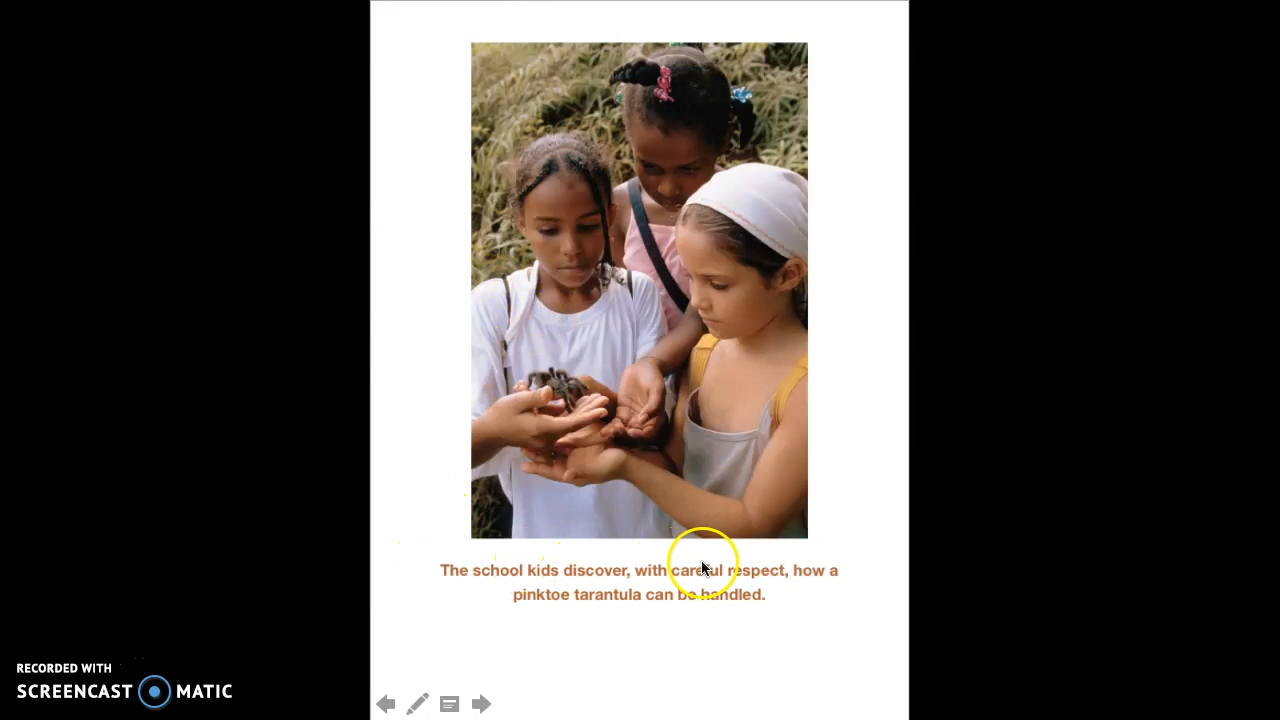 The school kids discover, with careful respect, how a
pinktoe tarantula can be handled.
RECORDED WITH
SCREENCAST MATIC